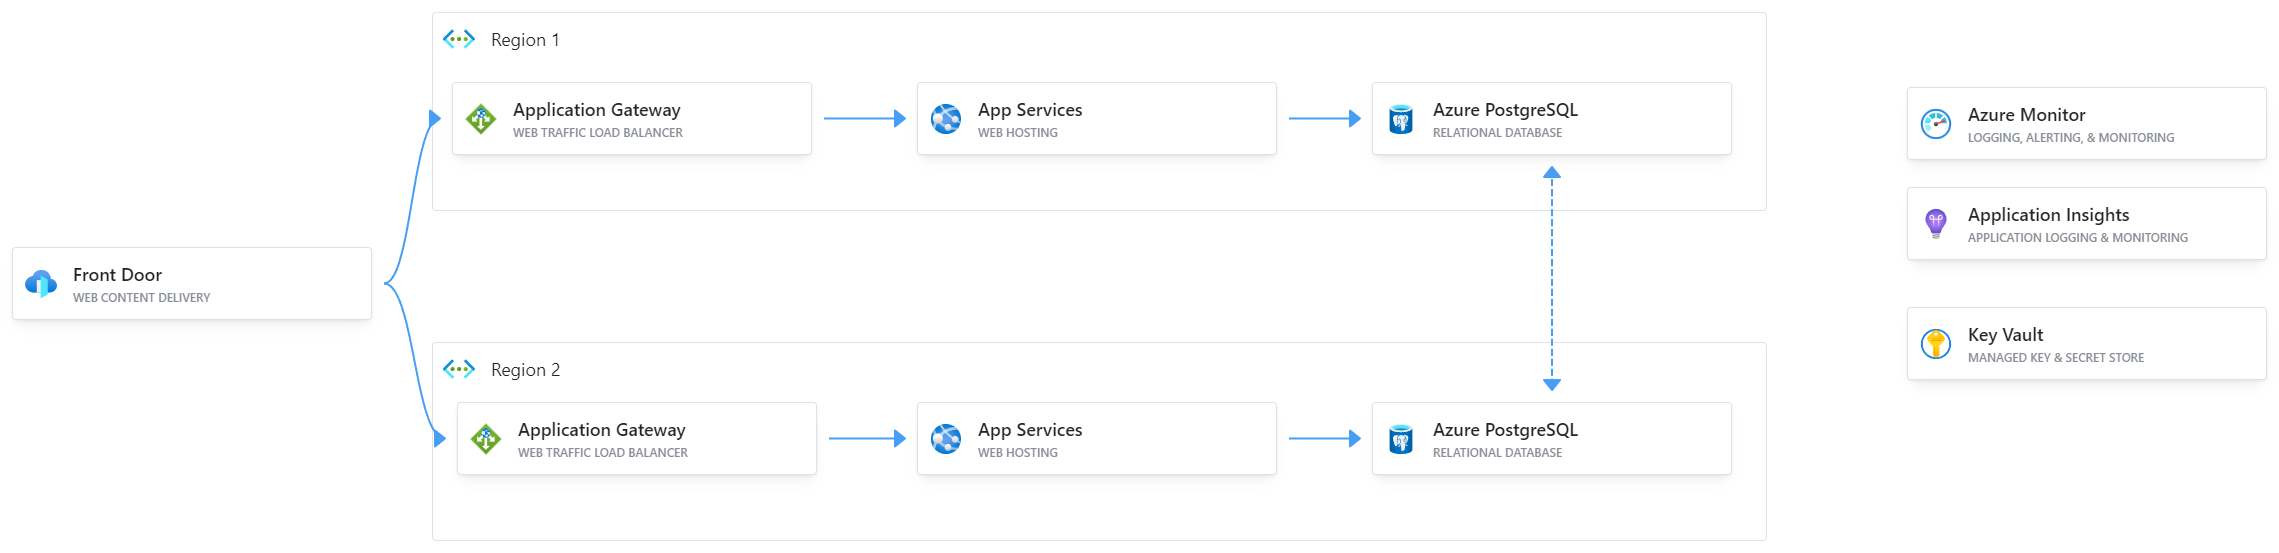 Region 1
Application Gateway
WEB TRAFFIC LOAD BALANCER
App Services
WEB HOSTING
Azure PostgreSQL
RELATIONAL DATABASE
Front Door
WEB CONTENT DELIVERY
Region 2
Application Gateway
WEB TRAFFIC LOAD BALANCER
App Services
WEB HOSTING
Azure PostgreSQL
RELATIONAL DATABASE
Azure Monitor
LOGGING, ALERTING, & MONITORING
Application Insights
APPLICATION LOGGING & MONITORING
Key Vault
MANAGED KEY & SECRET STORE